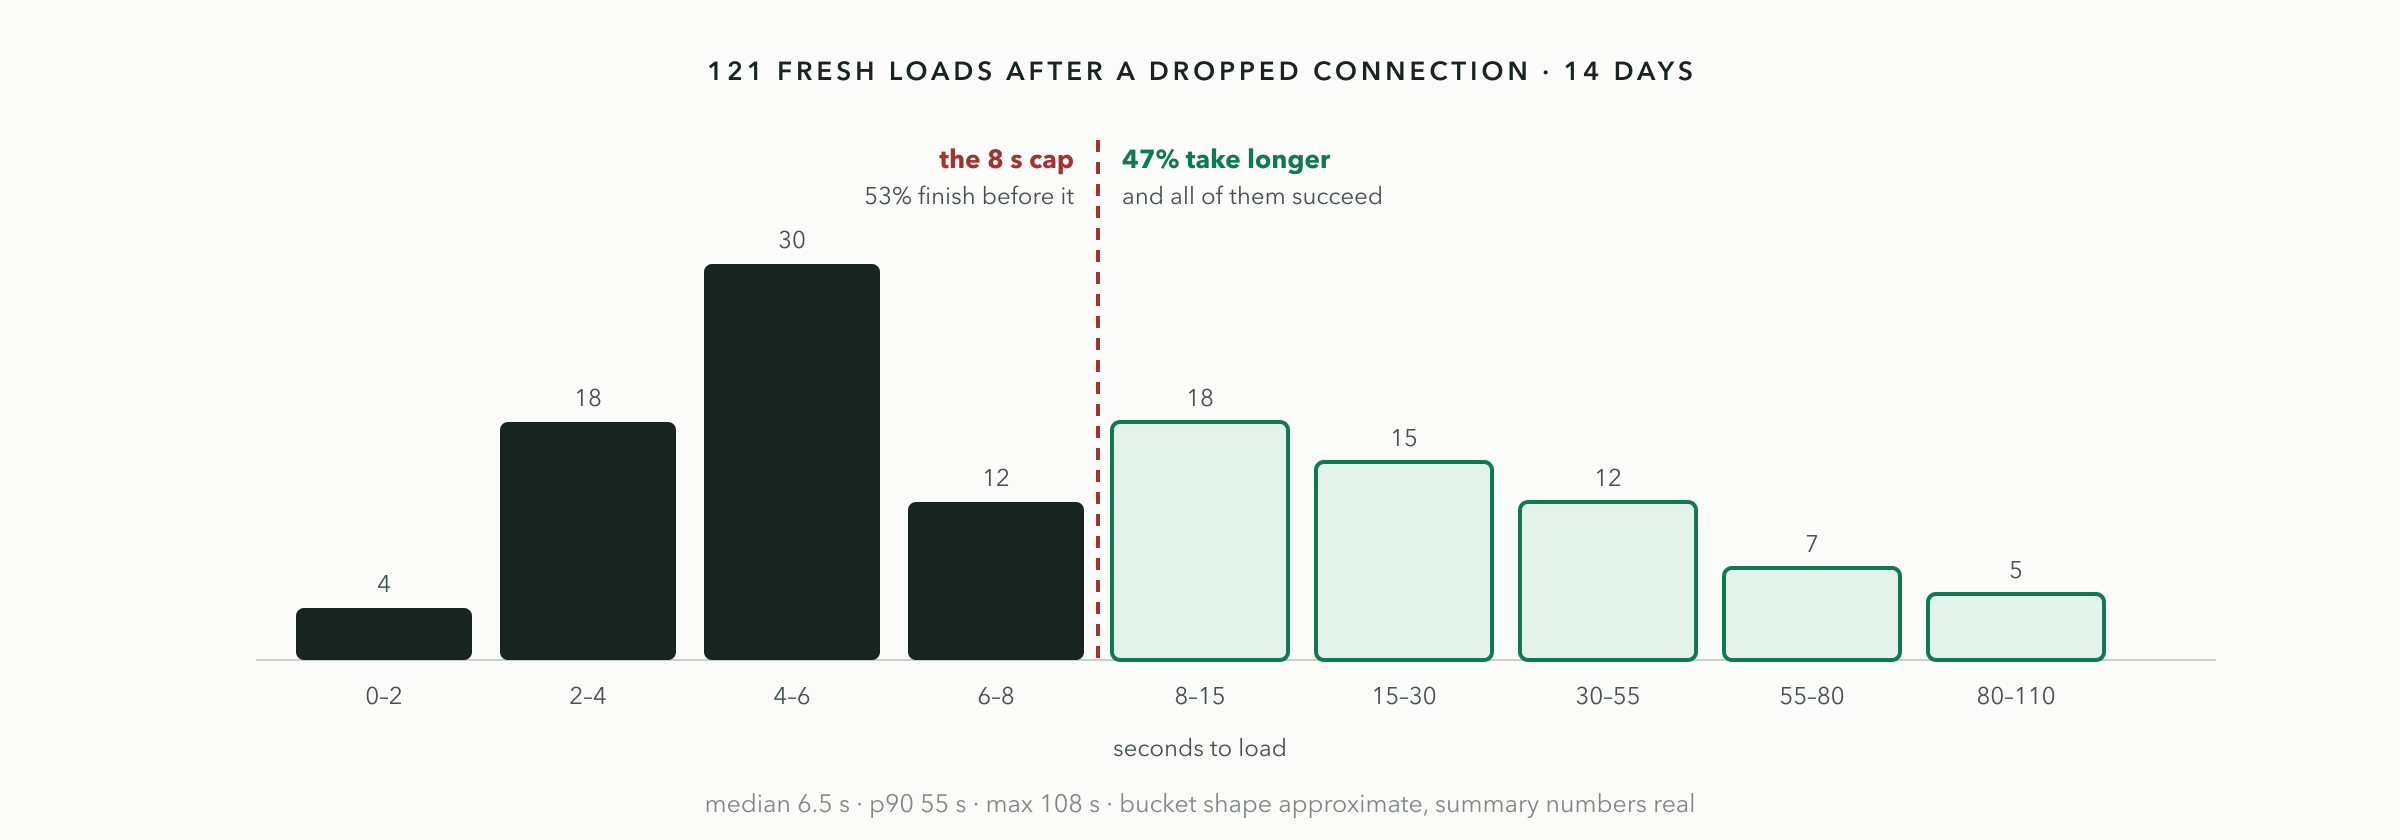 121 FRESH LOADS AFTER A DROPPED CONNECTION · 14 DAYS
the 8 s cap
53% finish before it
47% take longer
and all of them succeed
4
18
30
12
18
15
12
7
5
0–2
2–4
4–6
6–8
8–15
15–30
30–55
55–80
80–110
seconds to load
median 6.5 s · p90 55 s · max 108 s · bucket shape approximate, summary numbers real